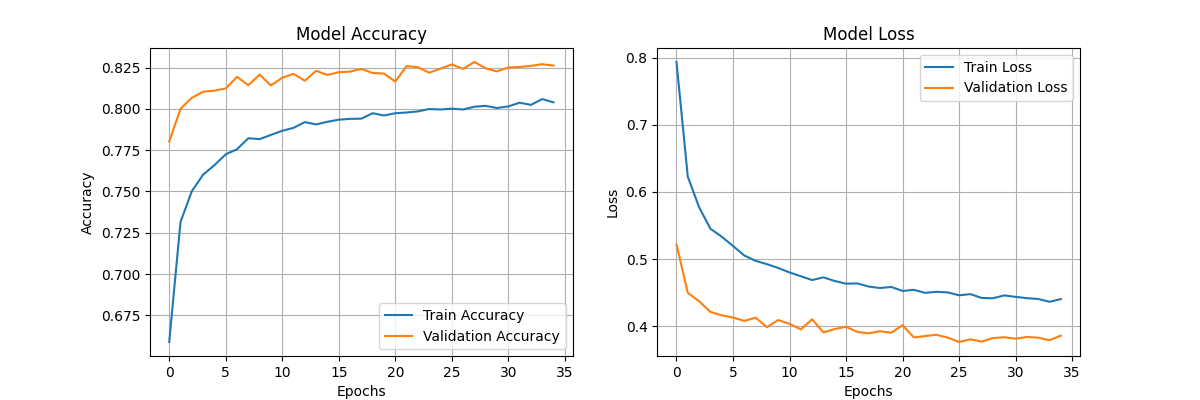 Model Accuracy
Accuracy
0.825
0.800
0.775
0.750
0.725
0.700
0.675
Train Accuracy
Validation Accuracy
0 5 10 15 20 25 30 35
Epochs
Model Loss
Loss
0.8
0.7
0.6
0.5
0.4
Train Loss
Validation Loss
0 5 10 15 20 25 30 35
Epochs